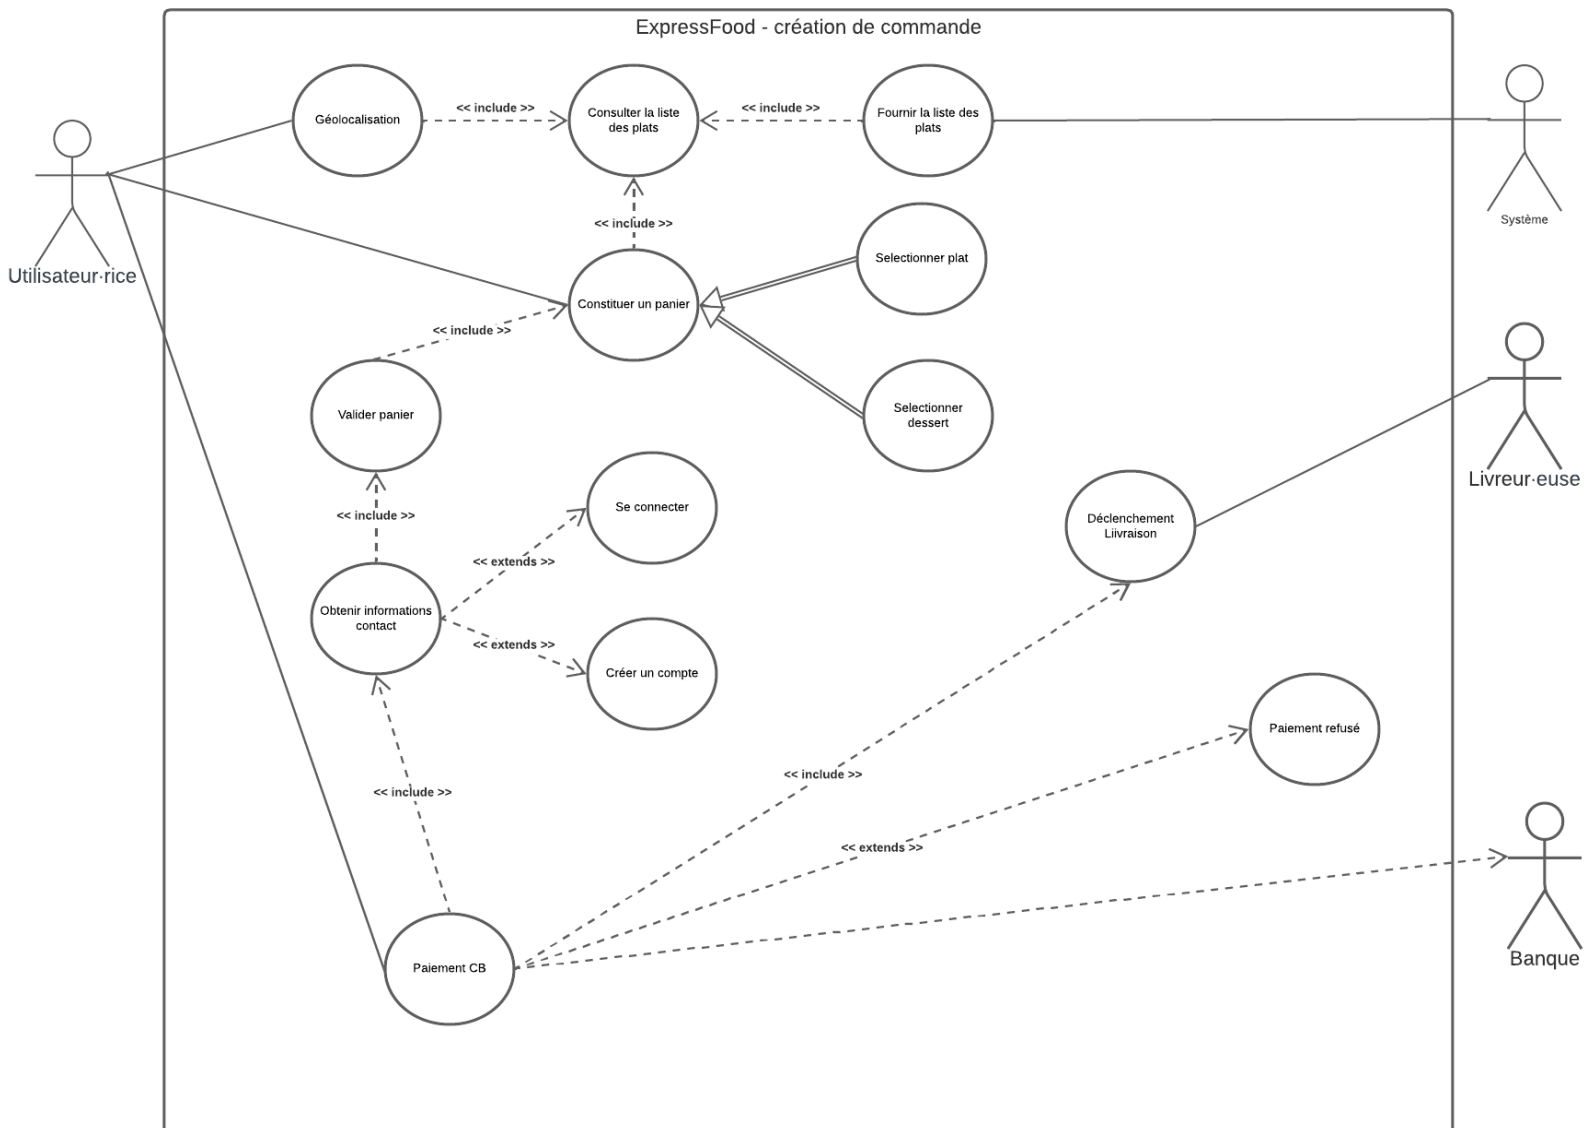 ExpressFood - création de commande
Géolocalisation
<< include >>
Consulter la liste
des plats
<< include >>
Fournir la liste des
plats
Système
Utilisateur·rice
<< include >>
Selectionner plat
Constituer un panier
<< include >>
Valider panier
Selectionner
dessert
Livreur·euse
<< include >>
Se connecter
Déclenchement
Liivraison
<< extends >>
Obtenir informations
contact
<< extends >>
Créer un compte
Paiement refusé
<< include >>
<< include >>
<< extends >>
Paiement CB
Banque